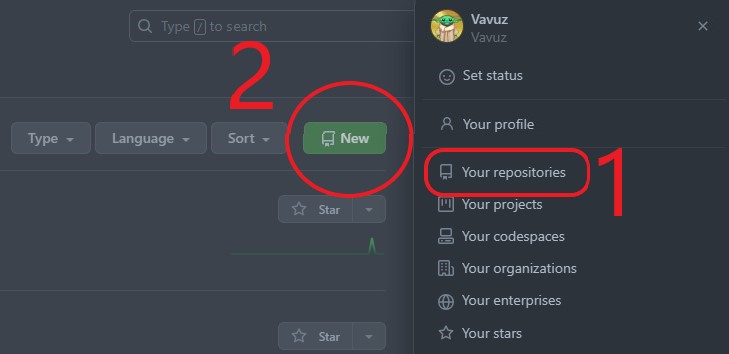 Type / to search
2
Type
Language
Sort
New
Star
Star
Vavuz
Vavuz
Set status
Your profile
Your repositories
1
Your projects
Your codespaces
Your organizations
Your enterprises
Your stars